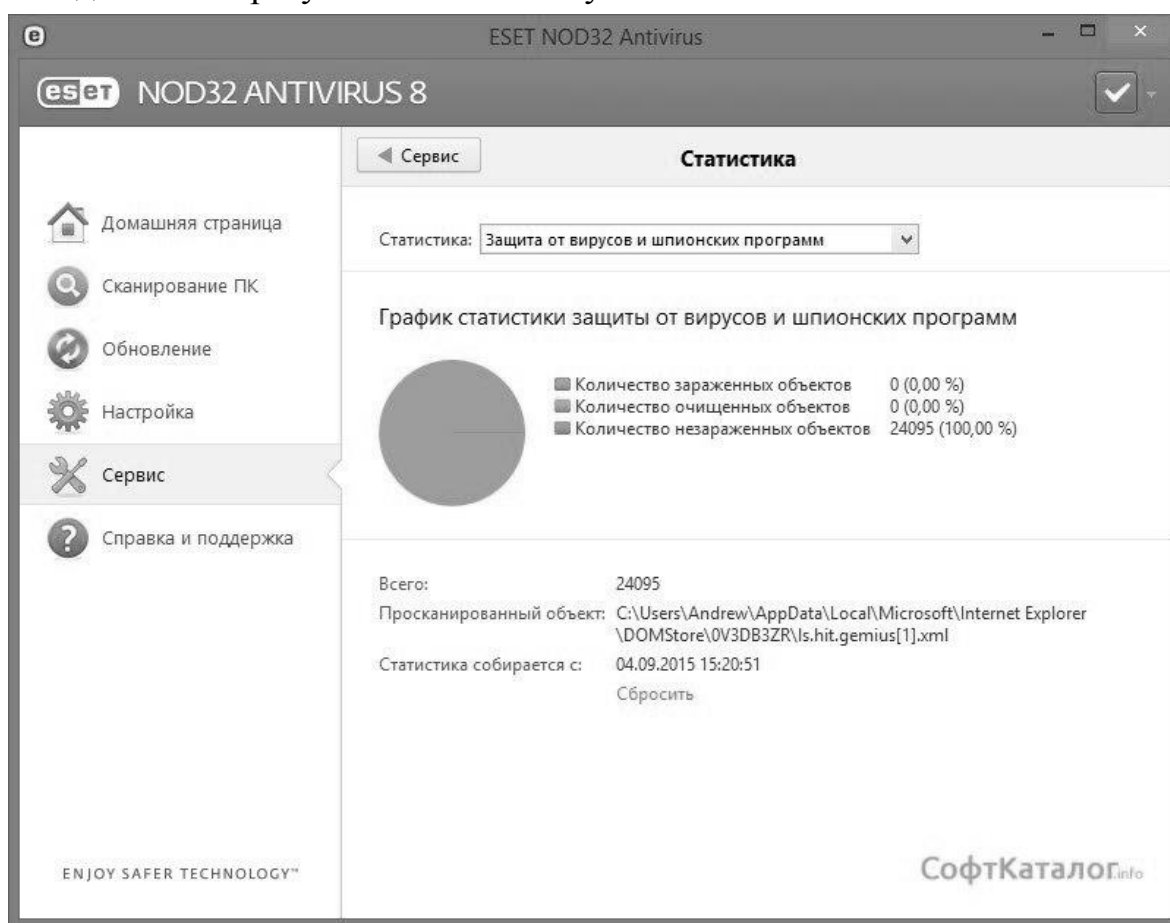 ESET NOD32 Antivirus
eset NOD32 ANTIVIRUS 8
Сервис
Статистика
Домашняя страница
Сканирование ПК
Обновление
Настройка
Сервис
Справка и поддержка
Статистика: Защита от вирусов и шпионских программ
График статистики защиты от вирусов и шпионских программ
Количество зараженных объектов 0 (0,00 %)
Количество очищенных объектов 0 (0,00 %)
Количество незараженных объектов 24095 (100,00 %)
Всего: 24095
Просканированный объект: C:\Users\Andrew\AppData\Local\Microsoft\Internet Explorer
\DOMStore\0V3DB3ZR\ls.hit.gemius[1].xml
Статистика собирается с: 04.09.2015 15:20:51
Сбросить
ENJOY SAFER TECHNOLOGY™
СофтКаталог.info